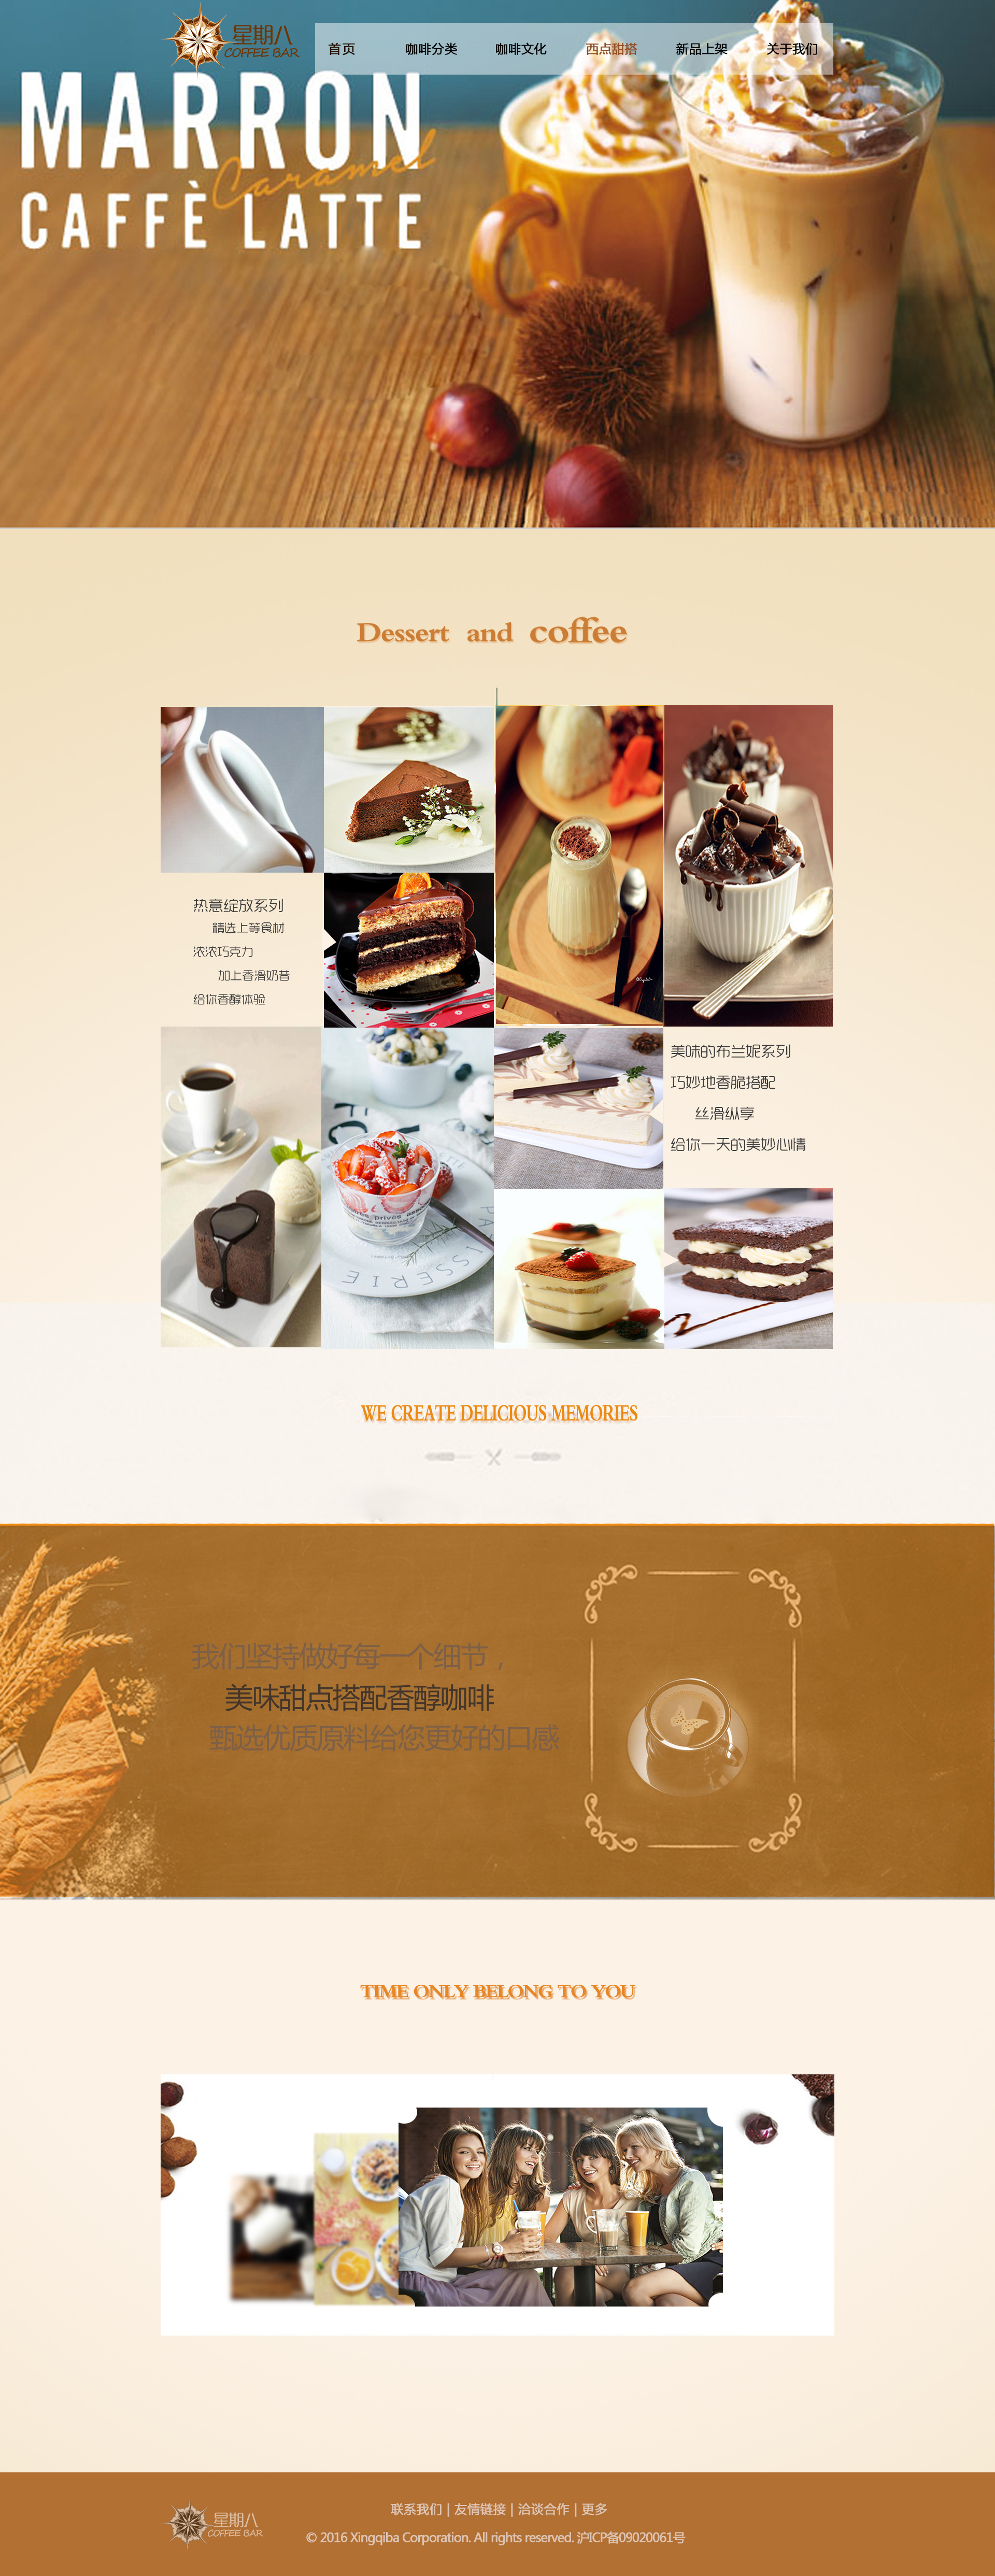 星期八
COFFEE BAR
首页 咖啡分类 咖啡文化 西点甜搭 新品上架 关于我们
MARRON
Caramel
CAFFÈ LATTE
Dessert and coffee
热意绽放系列
精选上等食材
浓浓巧克力
加上香滑奶昔
给你香醇体验
美味的布兰妮系列
巧妙地香脆搭配
丝滑纵享
给你一天的美妙心情
WE CREATE DELICIOUS MEMORIES
我们坚持做好每一个细节，
美味甜点搭配香醇咖啡
甄选优质原料给您更好的口感
TIME ONLY BELONG TO YOU
星期八
COFFEE BAR
联系我们 | 友情链接 | 洽谈合作 | 更多
© 2016 Xingqiba Corporation. All rights reserved. 沪ICP备09020061号